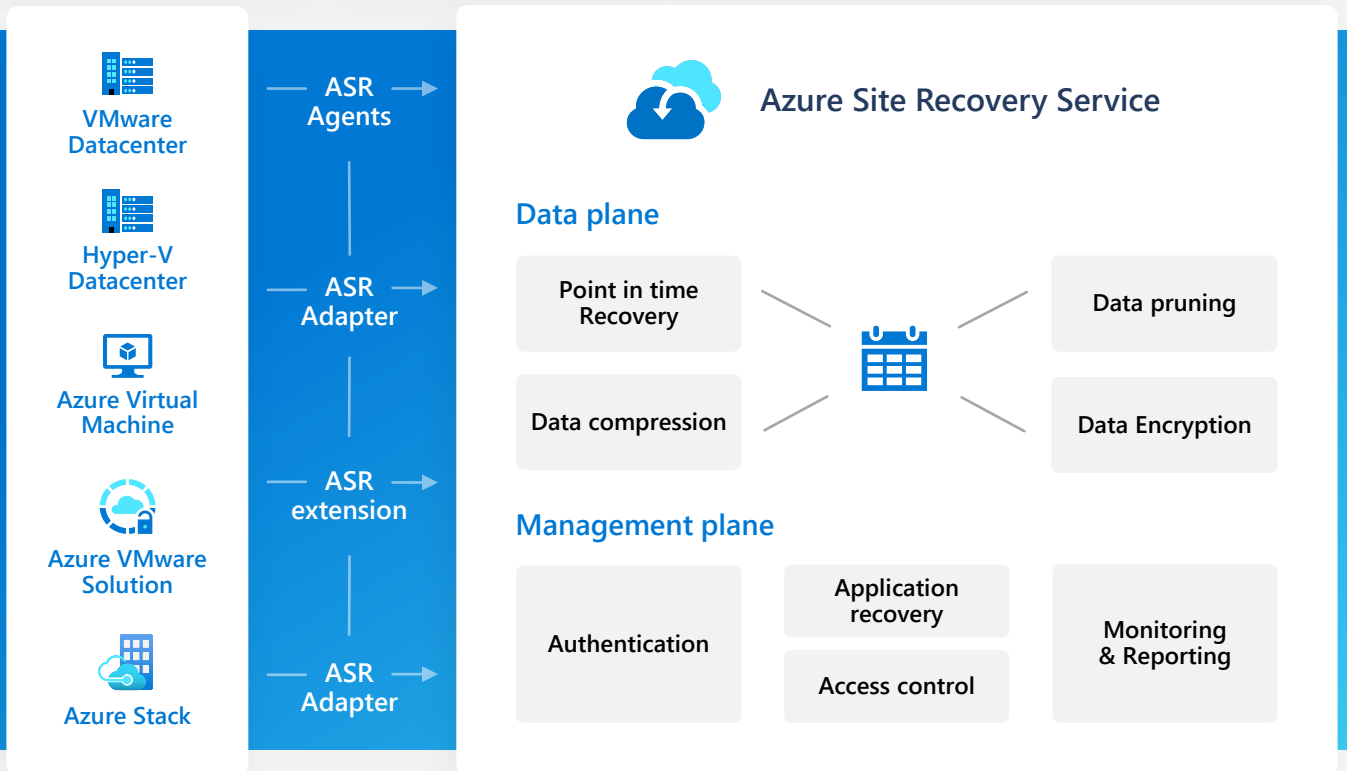 VMware
Datacenter
Hyper-V
Datacenter
Azure Virtual
Machine
Azure VMware
Solution
Azure Stack
ASR
Agents
ASR
Adapter
ASR
extension
ASR
Adapter
Azure Site Recovery Service
Data plane
Point in time
Recovery
Data compression
Data pruning
Data Encryption
Management plane
Authentication
Application
recovery
Access control
Monitoring
& Reporting